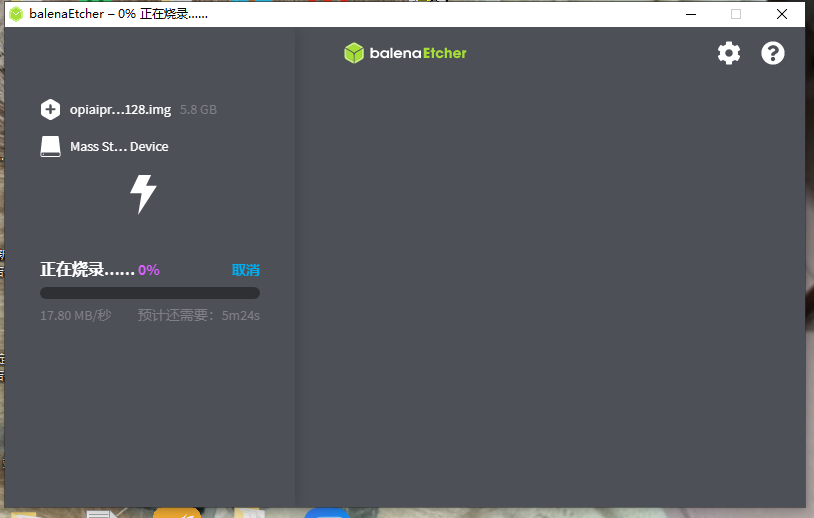 balenaEtcher – 0% 正在烧录......
balenaEtcher
opiaipr...128.img 5.8 GB
Mass St... Device
正在烧录...... 0% 取消
17.80 MB/秒 预计还需要：5m24s